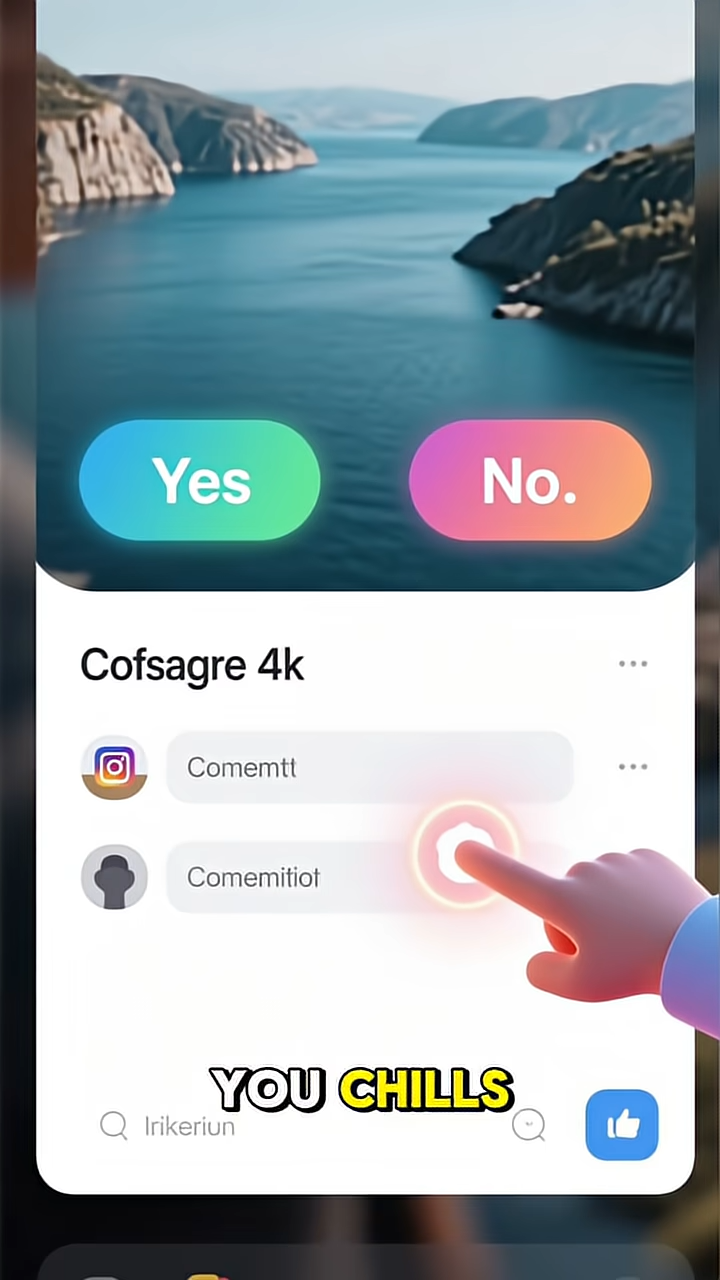 Yes
No.
Cofsagre 4k
Comemtt
Comemitiot
YOU CHILLS
Irikeriun